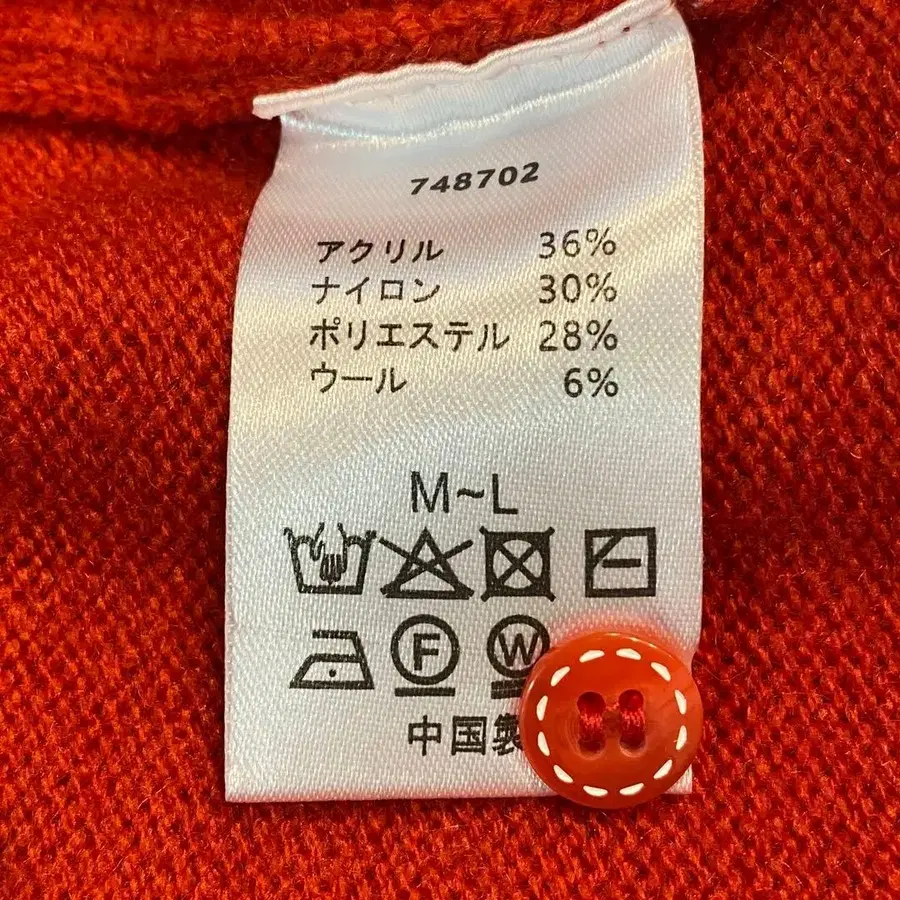 748702
アクリル 36%
ナイロン 30%
ポリエステル 28%
ウール 6%
M~L
F W
中国製